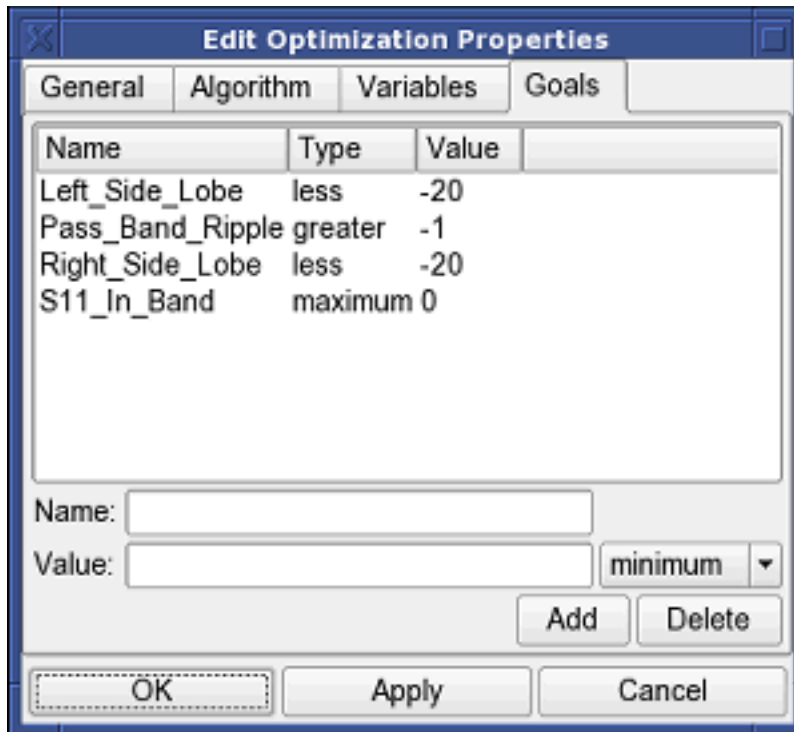 Edit Optimization Properties
General Algorithm Variables Goals
Name Type Value
Left_Side_Lobe less -20
Pass_Band_Ripple greater -1
Right_Side_Lobe less -20
S11_In_Band maximum 0
Name:
Value: minimum
Add Delete
OK Apply Cancel